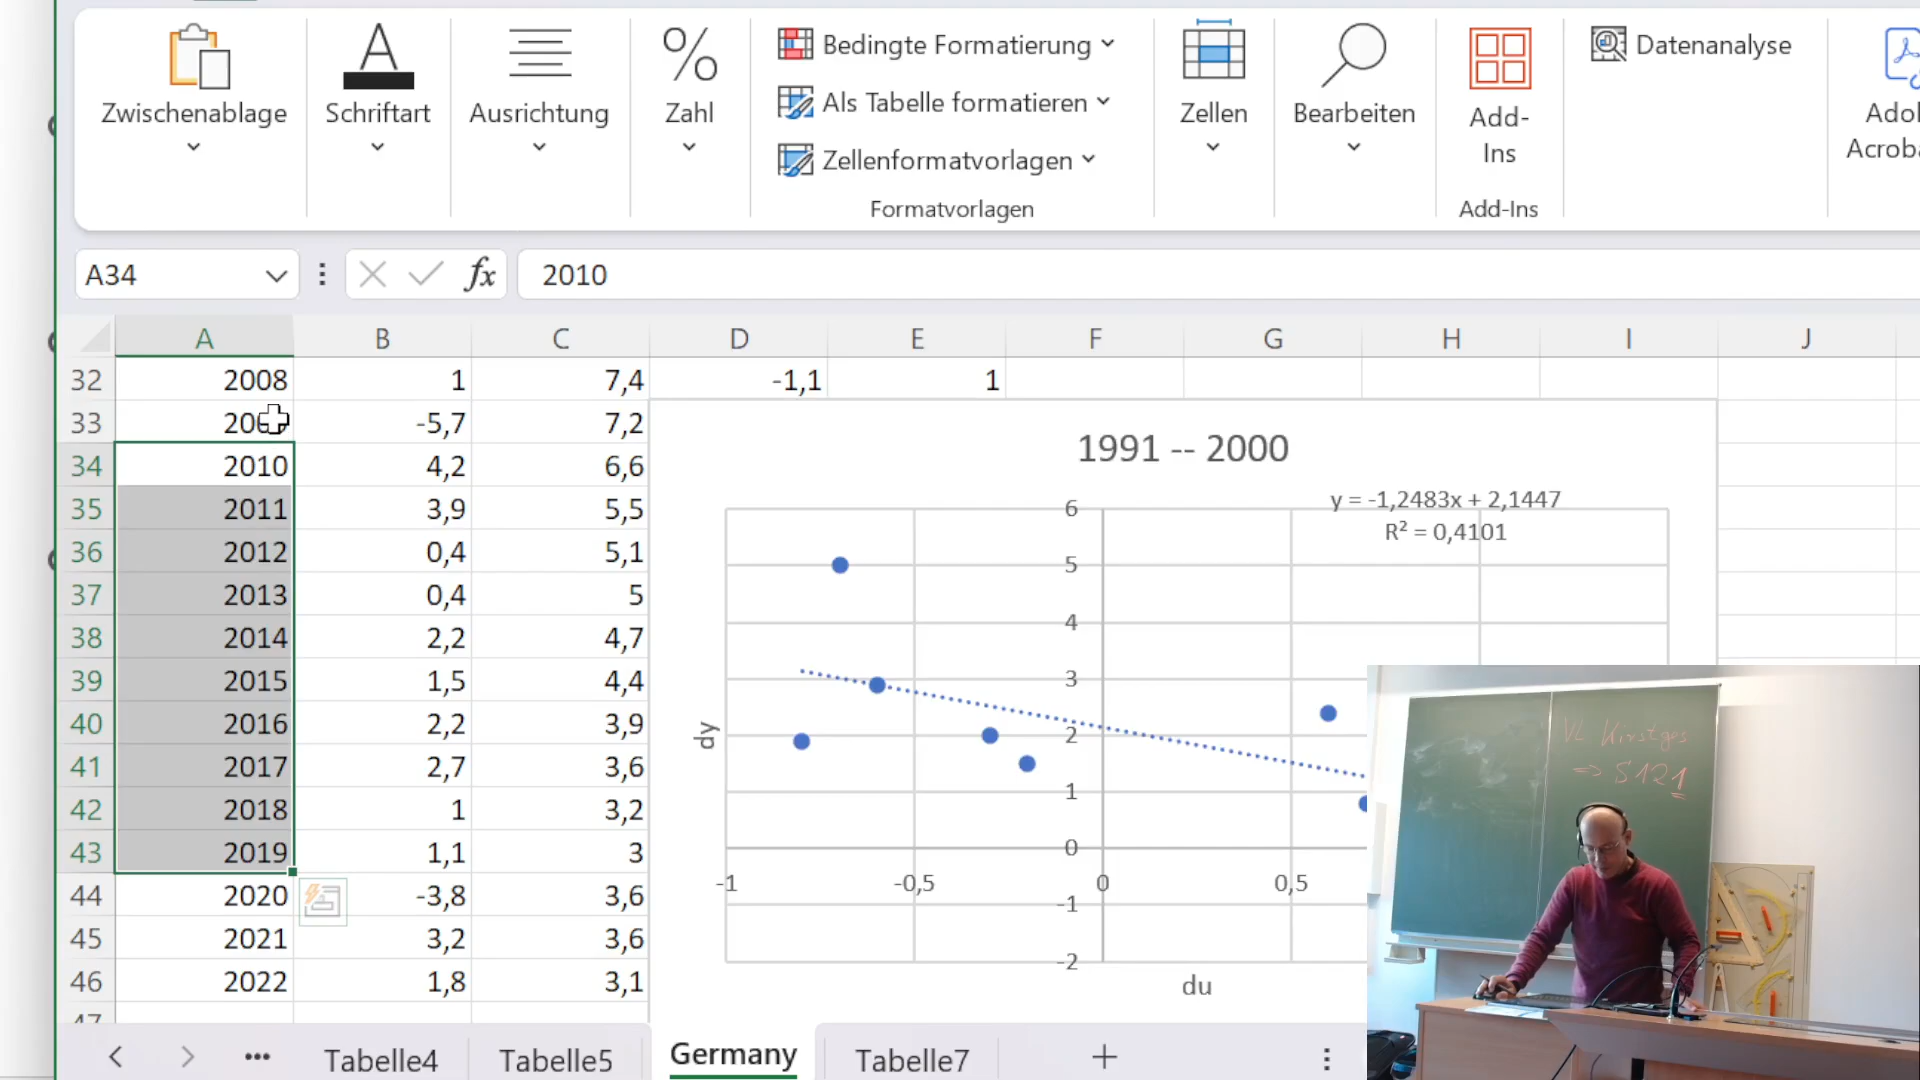 Zwischenablage
Schriftart
Ausrichtung
Zahl
Bedingte Formatierung
Als Tabelle formatieren
Zellenformatvorlagen
Formatvorlagen
Zellen
Bearbeiten
Add-
Ins
Add-Ins
Datenanalyse
A34
fx
2010
A B C D E F G H I J
32 2008 1 7,4 -1,1 1
33 -5,7 7,2
34 2010 4,2 6,6
35 2011 3,9 5,5
36 2012 0,4 5,1
37 2013 0,4 5
38 2014 2,2 4,7
39 2015 1,5 4,4
40 2016 2,2 3,9
41 2017 2,7 3,6
42 2018 1 3,2
43 2019 1,1 3
44 2020 -3,8 3,6
45 2021 3,2 3,6
46 2022 1,8 3,1
1991 -- 2000
y = -1,2483x + 2,1447
R² = 0,4101
6
5
4
3
2
1
0
-1
-2
-1 -0,5 0 0,5
dy
du
VL Kirstges
=> S121
Tabelle4 Tabelle5 Germany Tabelle7